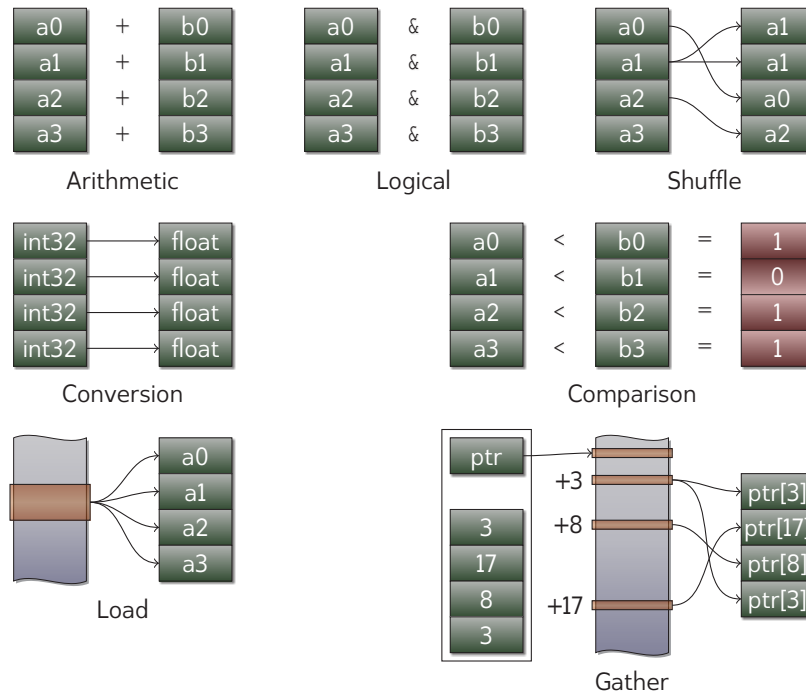 a0 + b0
a1 + b1
a2 + b2
a3 + b3
Arithmetic
a0 & b0
a1 & b1
a2 & b2
a3 & b3
Logical
a0 a1
a1 a1
a2 a0
a3 a2
Shuffle
int32 float
int32 float
int32 float
int32 float
Conversion
a0 < b0 = 1
a1 < b1 = 0
a2 < b2 = 1
a3 < b3 = 1
Comparison
a0
a1
a2
a3
Load
ptr
3
17
8
3
+3
+8
+17
ptr[3]
ptr[17]
ptr[8]
ptr[3]
Gather